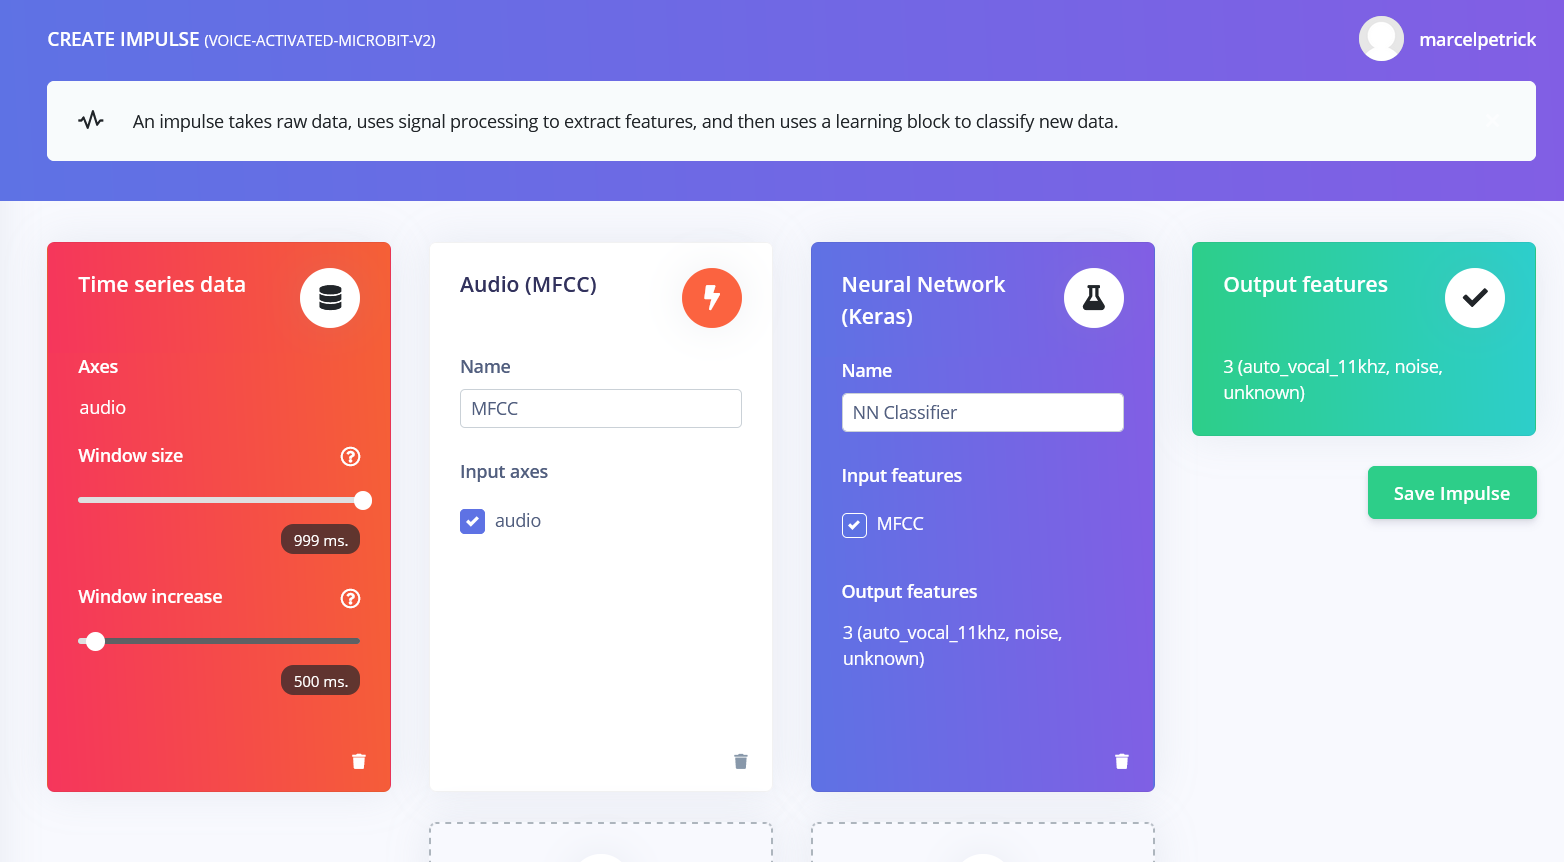 CREATE IMPULSE (VOICE-ACTIVATED-MICROBIT-V2)
marcelpetrick
An impulse takes raw data, uses signal processing to extract features, and then uses a learning block to classify new data.
Time series data
Axes
audio
Window size
999 ms.
Window increase
500 ms.
Audio (MFCC)
Name
MFCC
Input axes
audio
Neural Network
(Keras)
Name
NN Classifier
Input features
MFCC
Output features
3 (auto_vocal_11khz, noise,
unknown)
Output features
3 (auto_vocal_11khz, noise,
unknown)
Save Impulse